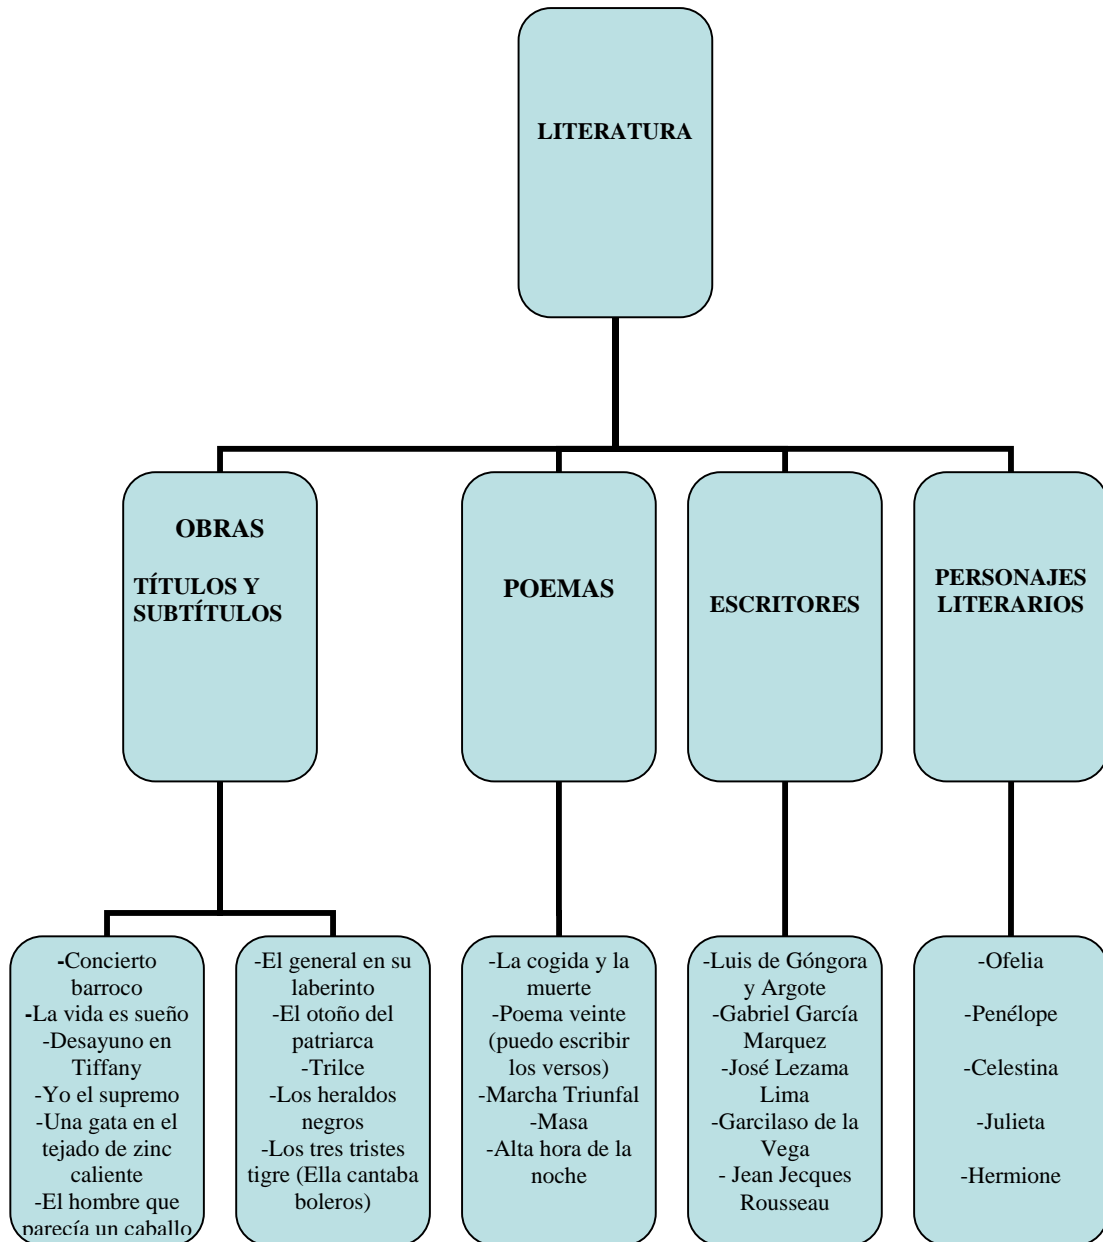 LITERATURA
OBRAS
TÍTULOS Y
SUBTÍTULOS
POEMAS
ESCRITORES
PERSONAJES
LITERARIOS
-Concierto
barroco
-La vida es sueño
-Desayuno en
Tiffany
-Yo el supremo
-Una gata en el
tejado de zinc
caliente
-El hombre que
parecía un caballo
-El general en su
laberinto
-El otoño del
patriarca
-Trilce
-Los heraldos
negros
-Los tres tristes
tigre (Ella cantaba
boleros)
-La cogida y la
muerte
-Poema veinte
(puedo escribir
los versos)
-Marcha Triunfal
-Masa
-Alta hora de la
noche
-Luis de Góngora
y Argote
-Gabriel García
Marquez
-José Lezama
Lima
-Garcilaso de la
Vega
- Jean Jecques
Rousseau
-Ofelia
-Penélope
-Celestina
-Julieta
-Hermione